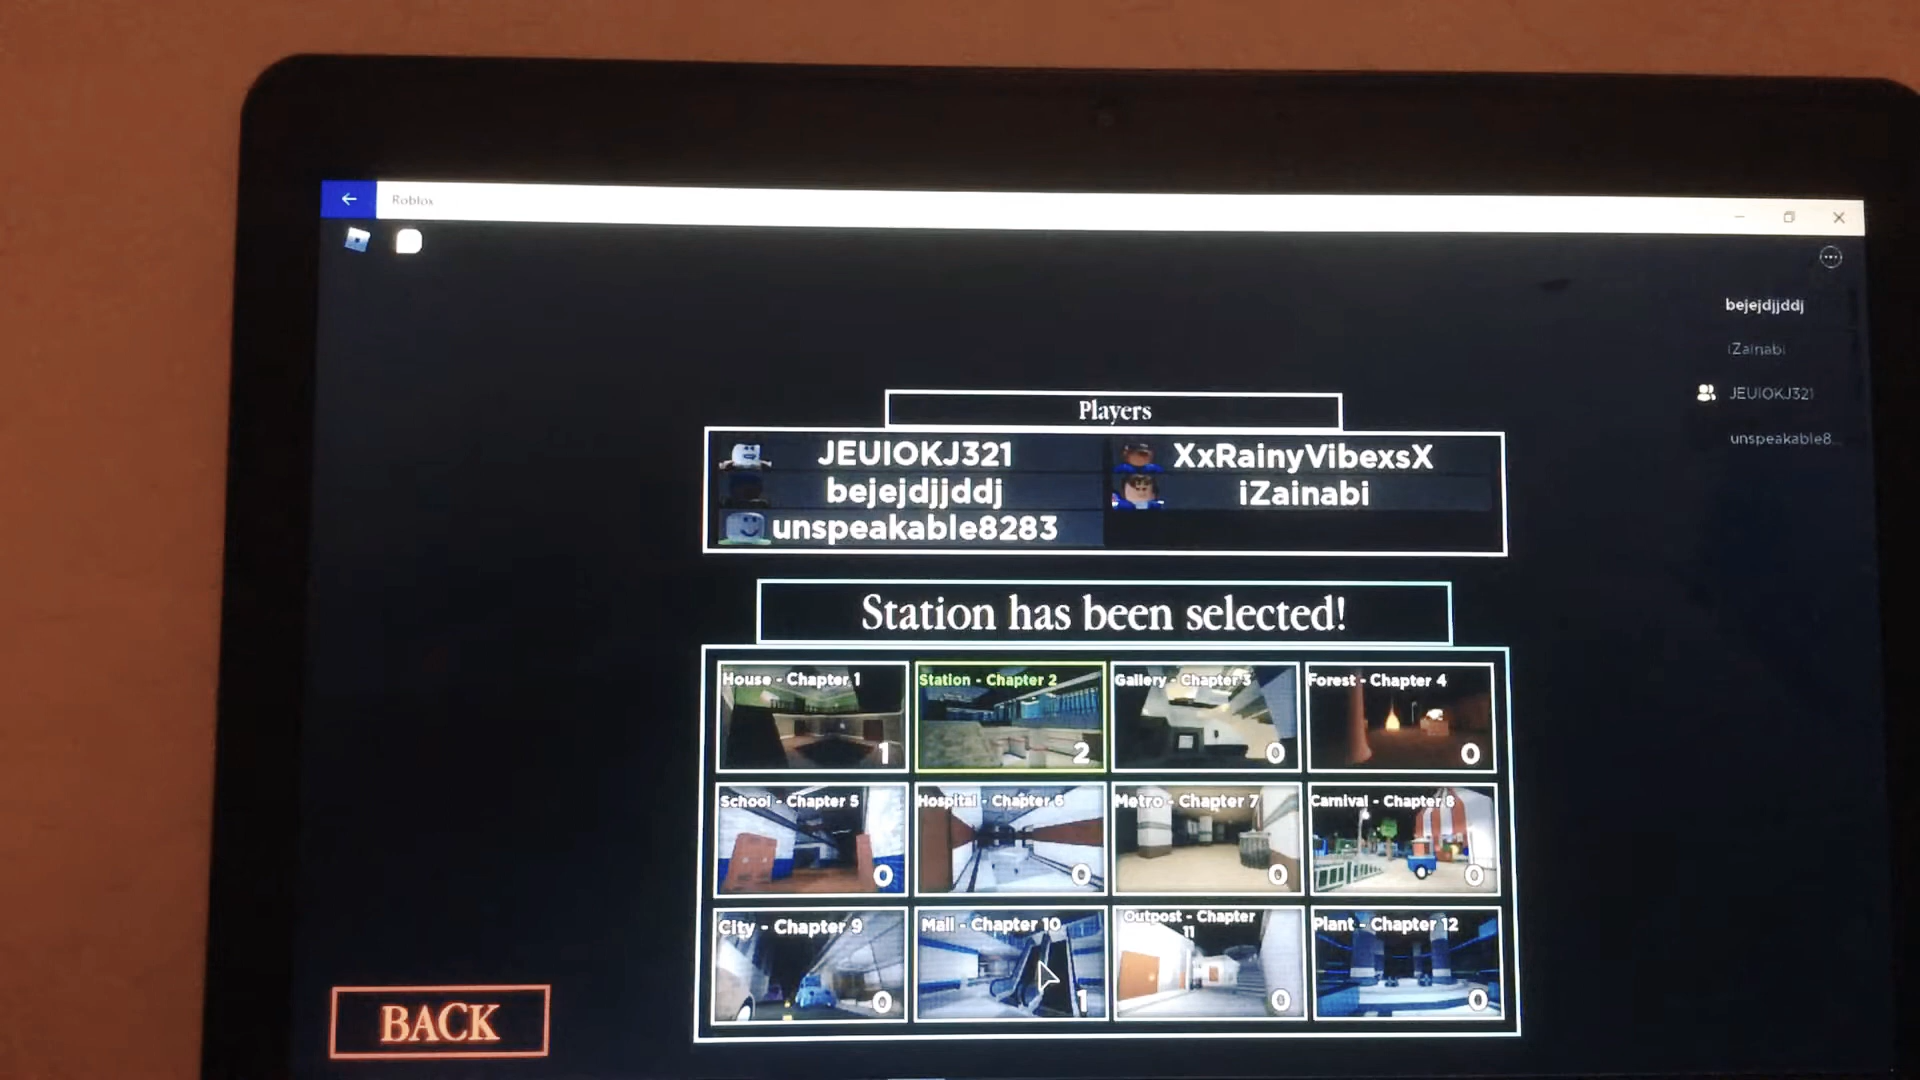 Roblox
bejejdjjddj
iZainabi
JEUIOKJ321
unspeakable8...
Players
JEUIOKJ321
XxRainyVibexsX
bejejdjjddj
iZainabi
unspeakable8283
Station has been selected!
House - Chapter 1
1
Station - Chapter 2
2
Gallery - Chapter 3
0
Forest - Chapter 4
0
School - Chapter 5
0
Hospital - Chapter 6
0
Metro - Chapter 7
0
Carnival - Chapter 8
0
City - Chapter 9
0
Mall - Chapter 10
1
Outpost - Chapter
11
0
Plant - Chapter 12
0
BACK